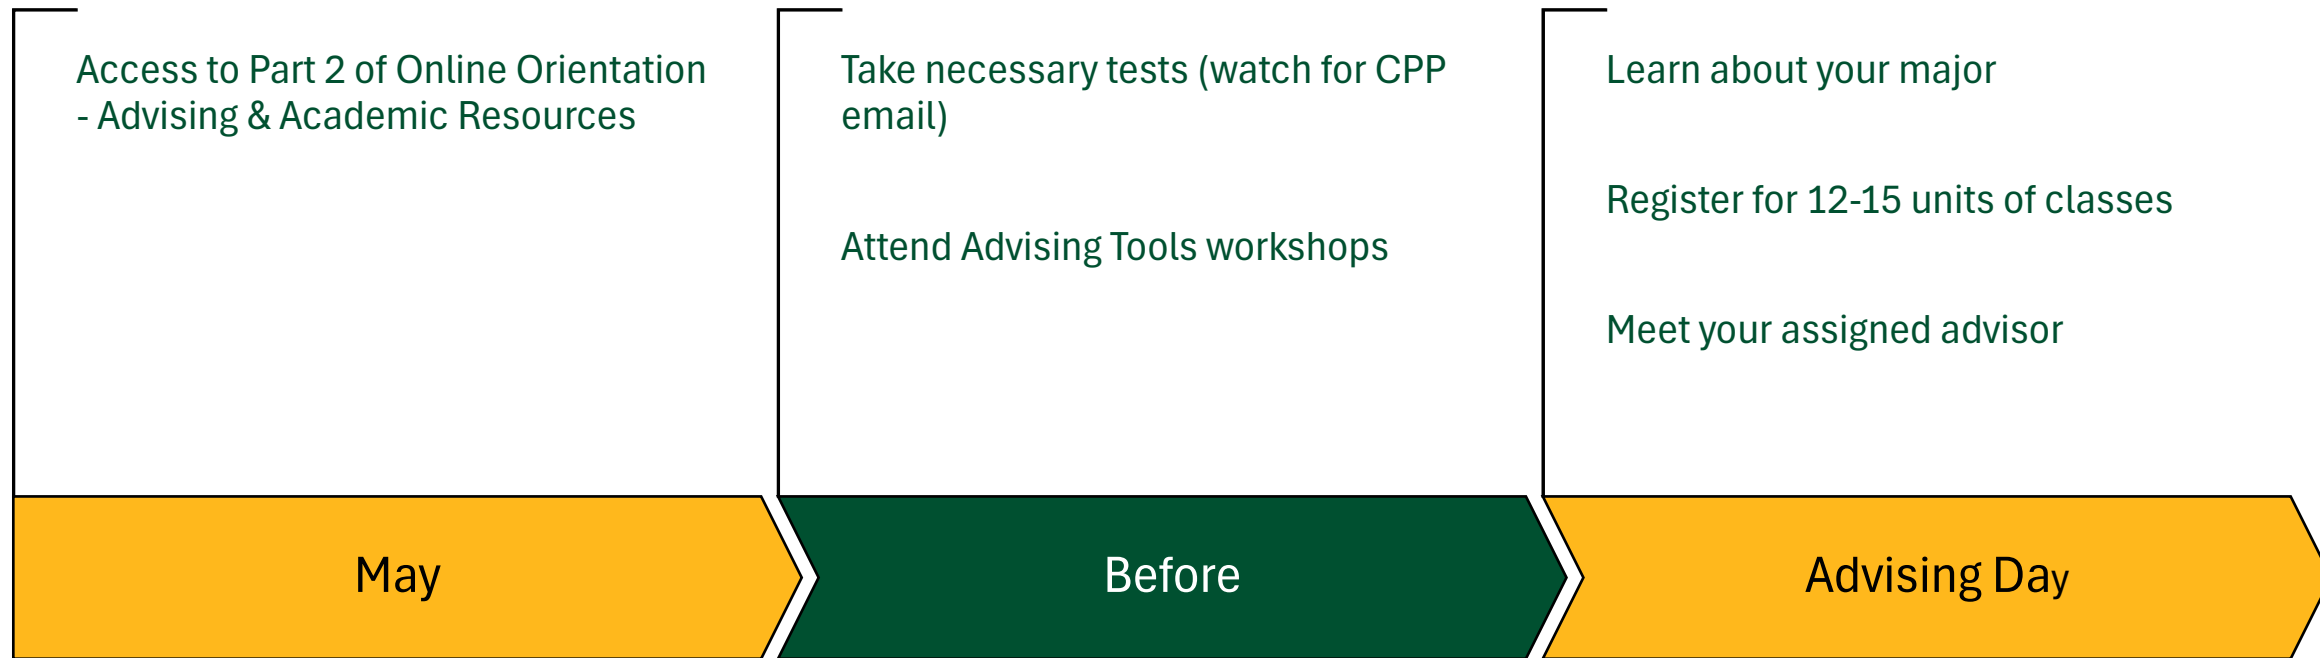 Access to Part 2 of Online Orientation
- Advising & Academic Resources
Take necessary tests (watch for CPP
email)
Attend Advising Tools workshops
Learn about your major
Register for 12-15 units of classes
Meet your assigned advisor
May
Before
Advising Day